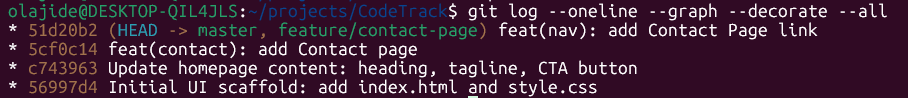 olajide@DESKTOP-QIL4JLS:~/projects/CodeTrack$ git log --oneline --graph --decorate --all
* 51d20b2 (HEAD -> master, feature/contact-page) feat(nav): add Contact Page link
* 5cf0c14 feat(contact): add Contact page
* c743963 Update homepage content: heading, tagline, CTA button
* 56997d4 Initial UI scaffold: add index.html and style.css